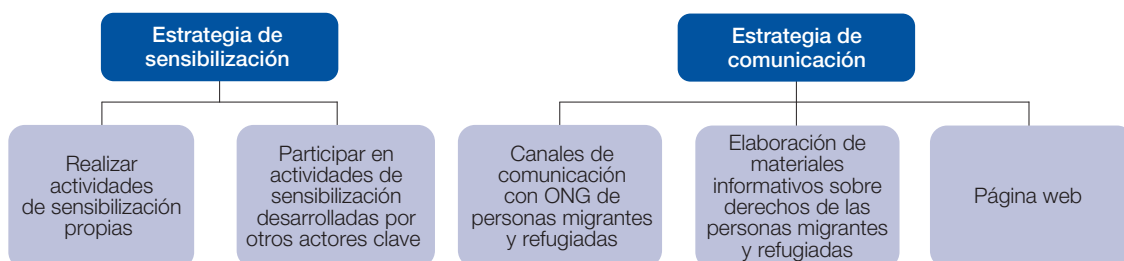 Estrategia de
sensibilización
Estrategia de
comunicación
Realizar
actividades
de sensibilización
propias
Participar en
actividades de
sensibilización
desarrolladas por
otros actores clave
Canales de
comunicación
con ONG de
personas migrantes
y refugiadas
Elaboración de
materiales
informativos sobre
derechos de las
personas migrantes
y refugiadas
Página web